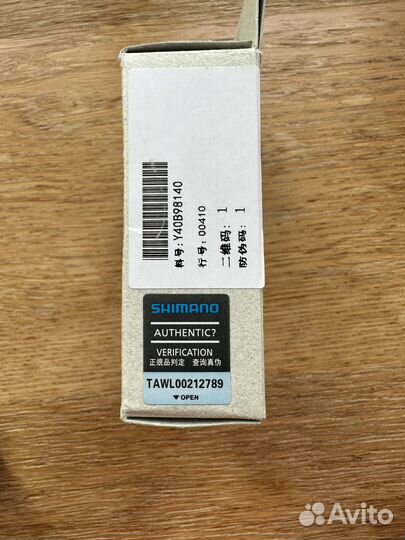 料号:Y40B98140
行号: 00410
二维码: 1
防伪码: 1
SHIMANO
AUTHENTIC?
VERIFICATION
正规品判定 查询真伪
TAWL00212789
▼OPEN
Avito